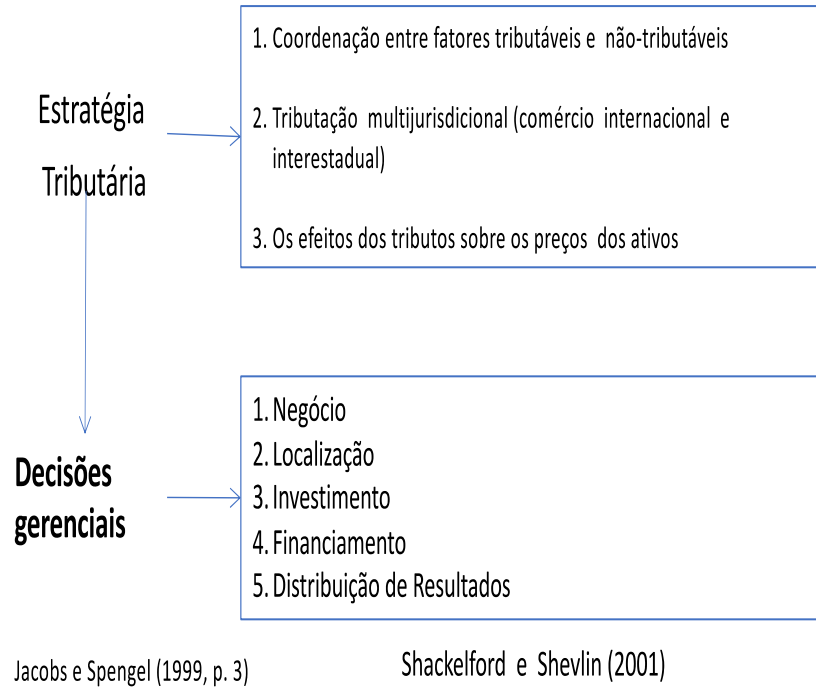 Estratégia
Tributária
1. Coordenação entre fatores tributáveis e não-tributáveis
2. Tributação multijurisdicional (comércio internacional e
interestadual)
3. Os efeitos dos tributos sobre os preços dos ativos
Decisões
gerenciais
1. Negócio
2. Localização
3. Investimento
4. Financiamento
5. Distribuição de Resultados
Jacobs e Spengel (1999, p. 3)
Shackelford e Shevlin (2001)